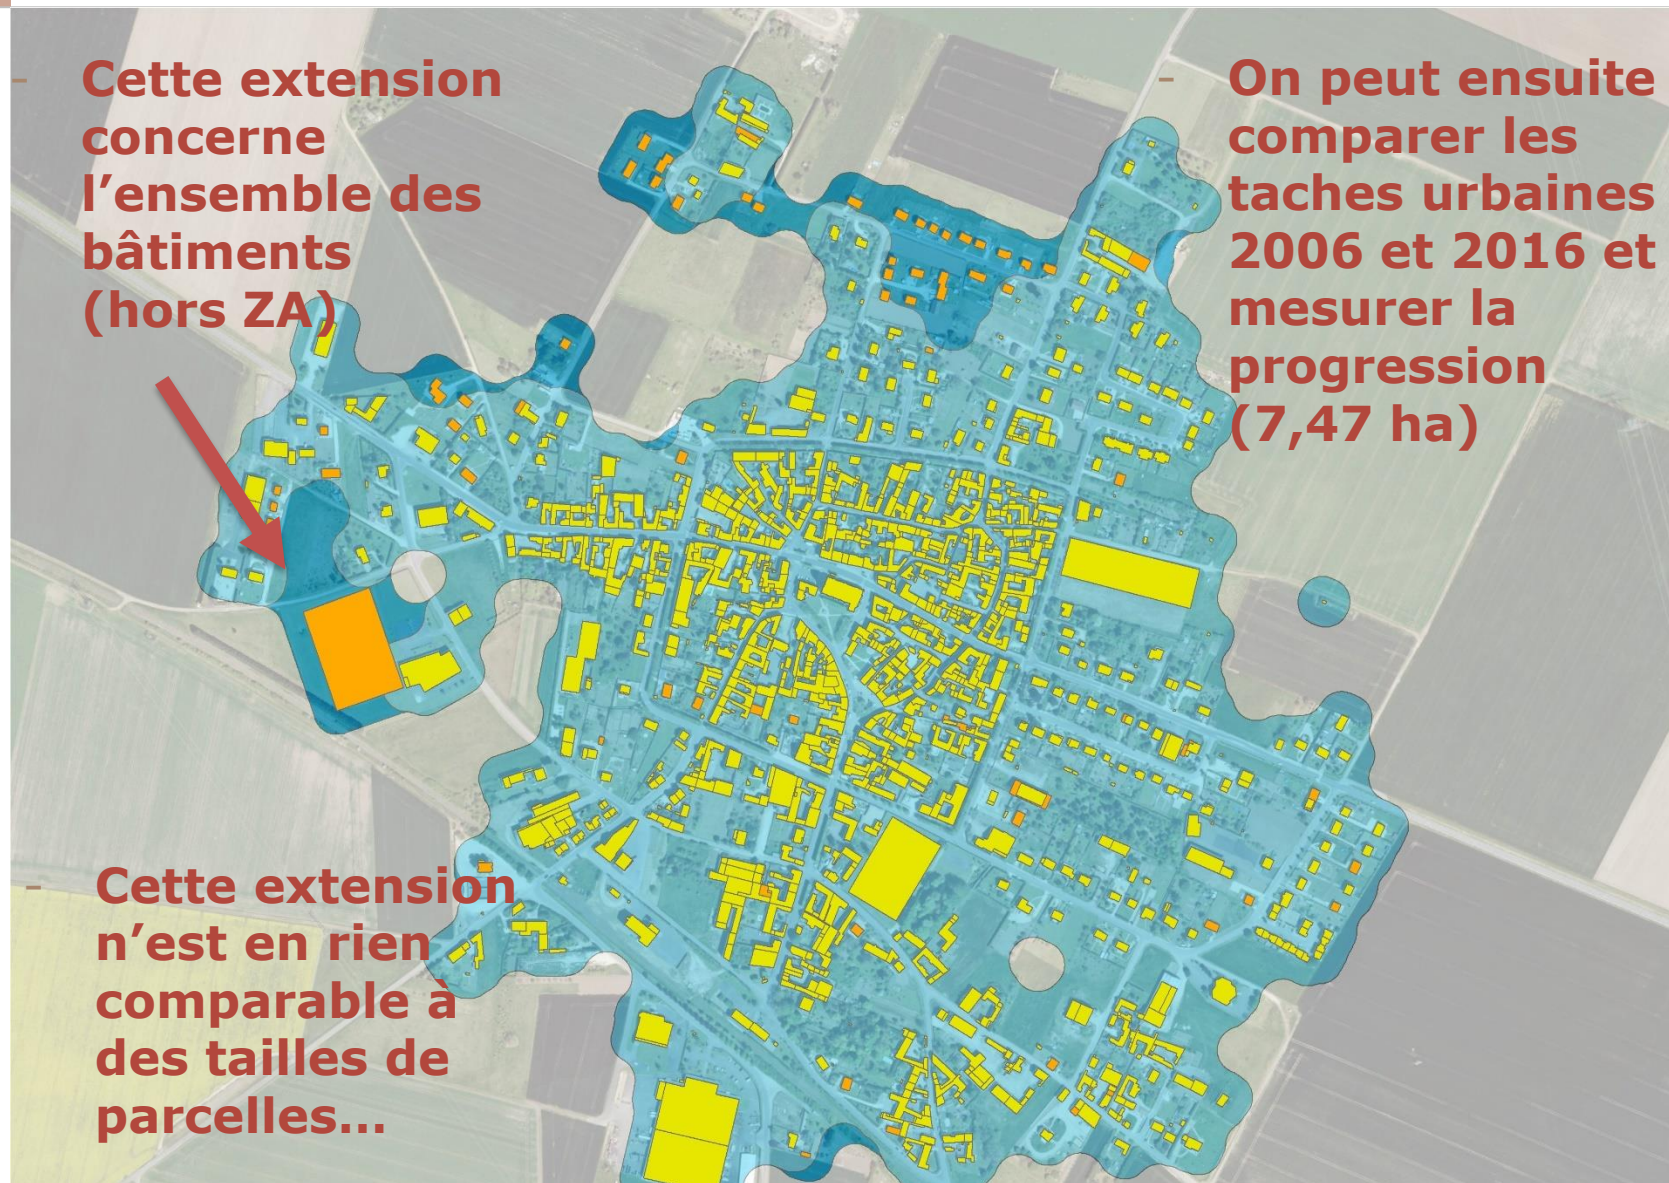 - Cette extension
concerne
l’ensemble des
bâtiments
(hors ZA)
- On peut ensuite
comparer les
taches urbaines
2006 et 2016 et
mesurer la
progression
(7,47 ha)
- Cette extension
n’est en rien
comparable à
des tailles de
parcelles…